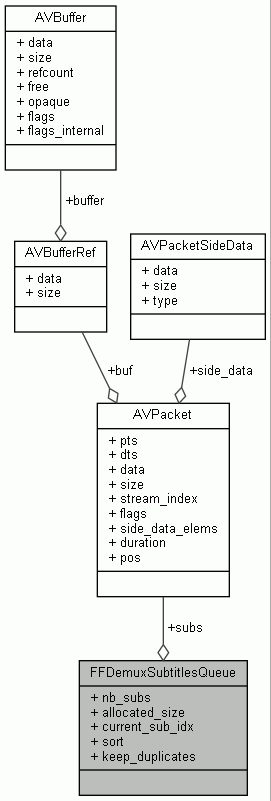 AVBuffer
+ data
+ size
+ refcount
+ free
+ opaque
+ flags
+ flags_internal
+buffer
AVBufferRef
+ data
+ size
AVPacketSideData
+ data
+ size
+ type
+buf
+side_data
AVPacket
+ pts
+ dts
+ data
+ size
+ stream_index
+ flags
+ side_data_elems
+ duration
+ pos
+subs
FFDemuxSubtitlesQueue
+ nb_subs
+ allocated_size
+ current_sub_idx
+ sort
+ keep_duplicates